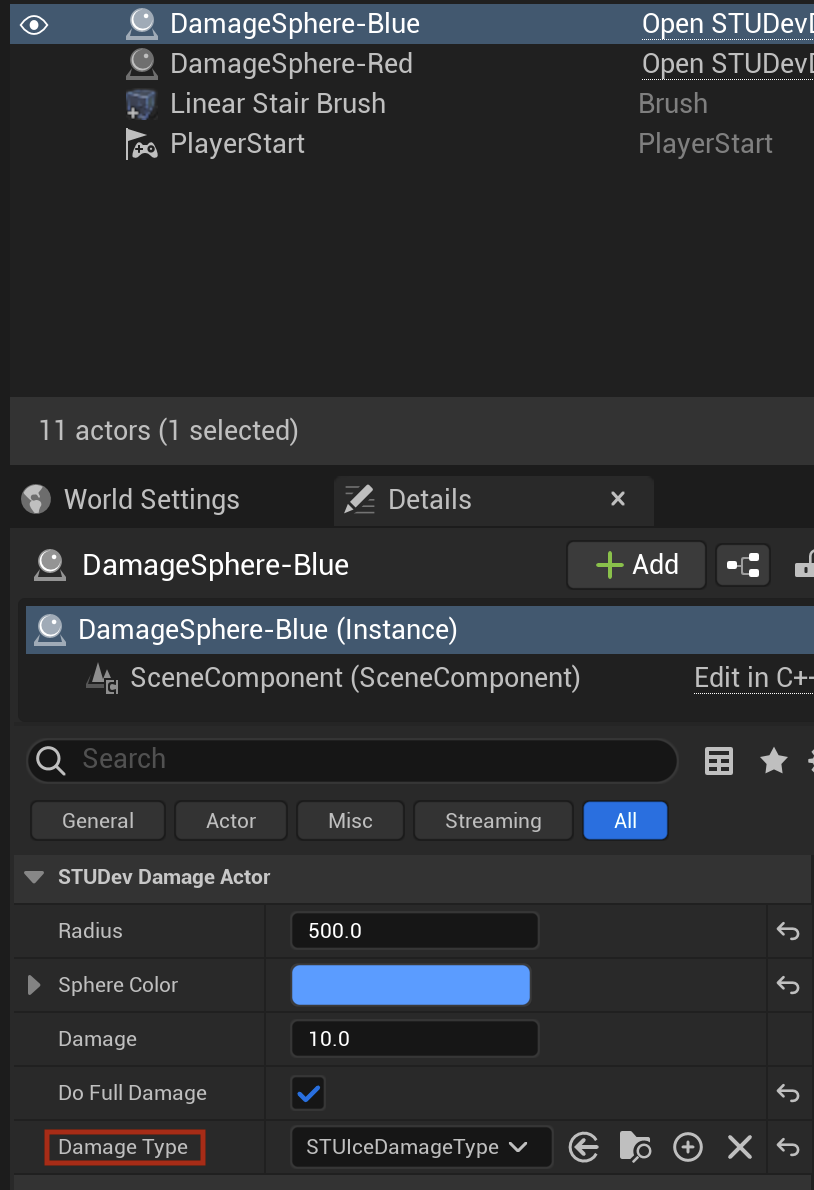 DamageSphere-Blue Open STUDevD
DamageSphere-Red Open STUDevD
Linear Stair Brush Brush
PlayerStart PlayerStart
11 actors (1 selected)
World Settings Details
DamageSphere-Blue Add
DamageSphere-Blue (Instance)
SceneComponent (SceneComponent) Edit in C+
Search
General Actor Misc Streaming All
STUDev Damage Actor
Radius 500.0
Sphere Color
Damage 10.0
Do Full Damage
Damage Type STUIceDamageType